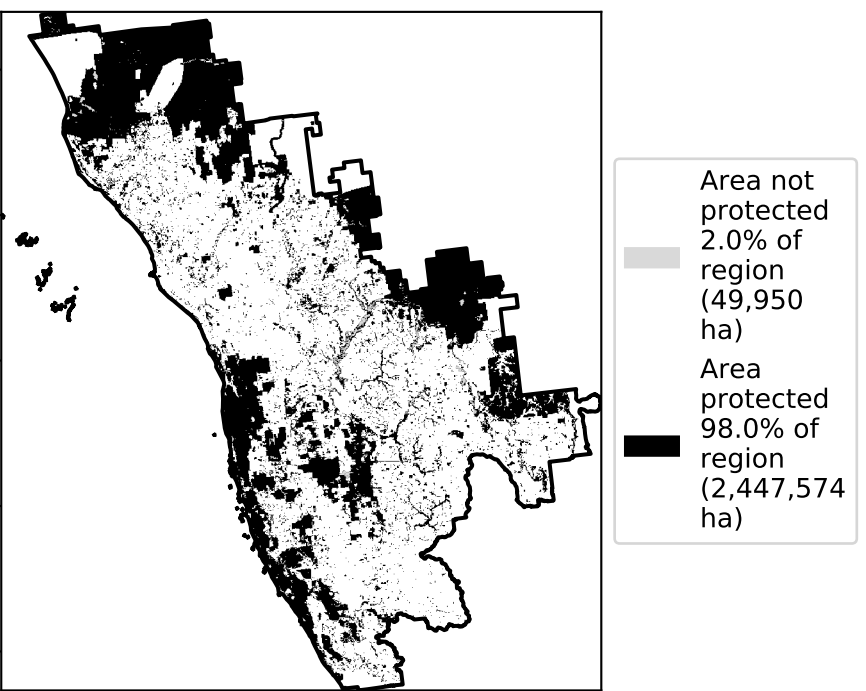 Area not
protected
2.0% of
region
(49,950
ha)
Area
protected
98.0% of
region
(2,447,574
ha)